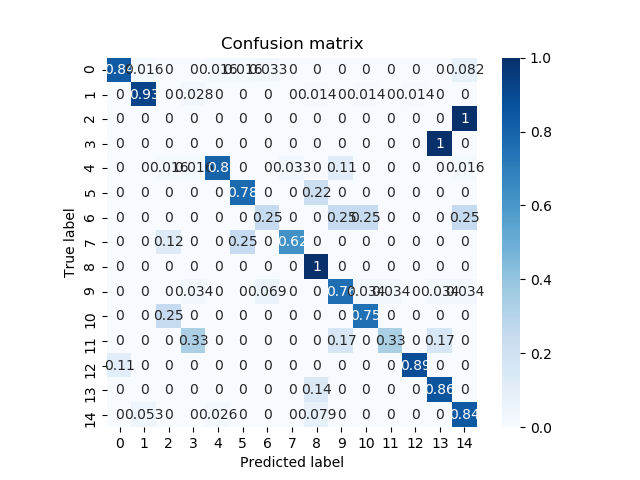 Confusion matrix
0 0.84 0.016 0 0 0.016 0.016 0.033 0 0 0 0 0 0 0 0.082
1 0 0.93 0 0.028 0 0 0 0 0.014 0 0.014 0 0.014 0 0
2 0 0 0 0 0 0 0 0 0 0 0 0 0 0 1
3 0 0 0 0 0 0 0 0 0 0 0 0 0 1 0
4 0 0 0.016 0.016 0.8 0 0 0.033 0 0.11 0 0 0 0 0.016
5 0 0 0 0 0 0.78 0 0 0.22 0 0 0 0 0 0
6 0 0 0 0 0 0 0.25 0 0 0.25 0.25 0 0 0 0.25
7 0 0 0.12 0 0 0.25 0 0.62 0 0 0 0 0 0 0
8 0 0 0 0 0 0 0 0 1 0 0 0 0 0 0
9 0 0 0 0.034 0 0 0.069 0 0 0.76 0.034 0.034 0 0.034 0.034
10 0 0 0.25 0 0 0 0 0 0 0 0.75 0 0 0 0
11 0 0 0 0.33 0 0 0 0 0 0.17 0 0.33 0 0.17 0
12 0.11 0 0 0 0 0 0 0 0 0 0 0 0.89 0 0
13 0 0 0 0 0 0 0 0 0.14 0 0 0 0 0.86 0
14 0 0.053 0 0 0.026 0 0 0 0.079 0 0 0 0 0 0.84
0 1 2 3 4 5 6 7 8 9 10 11 12 13 14
Predicted label
True label
1.0
0.8
0.6
0.4
0.2
0.0